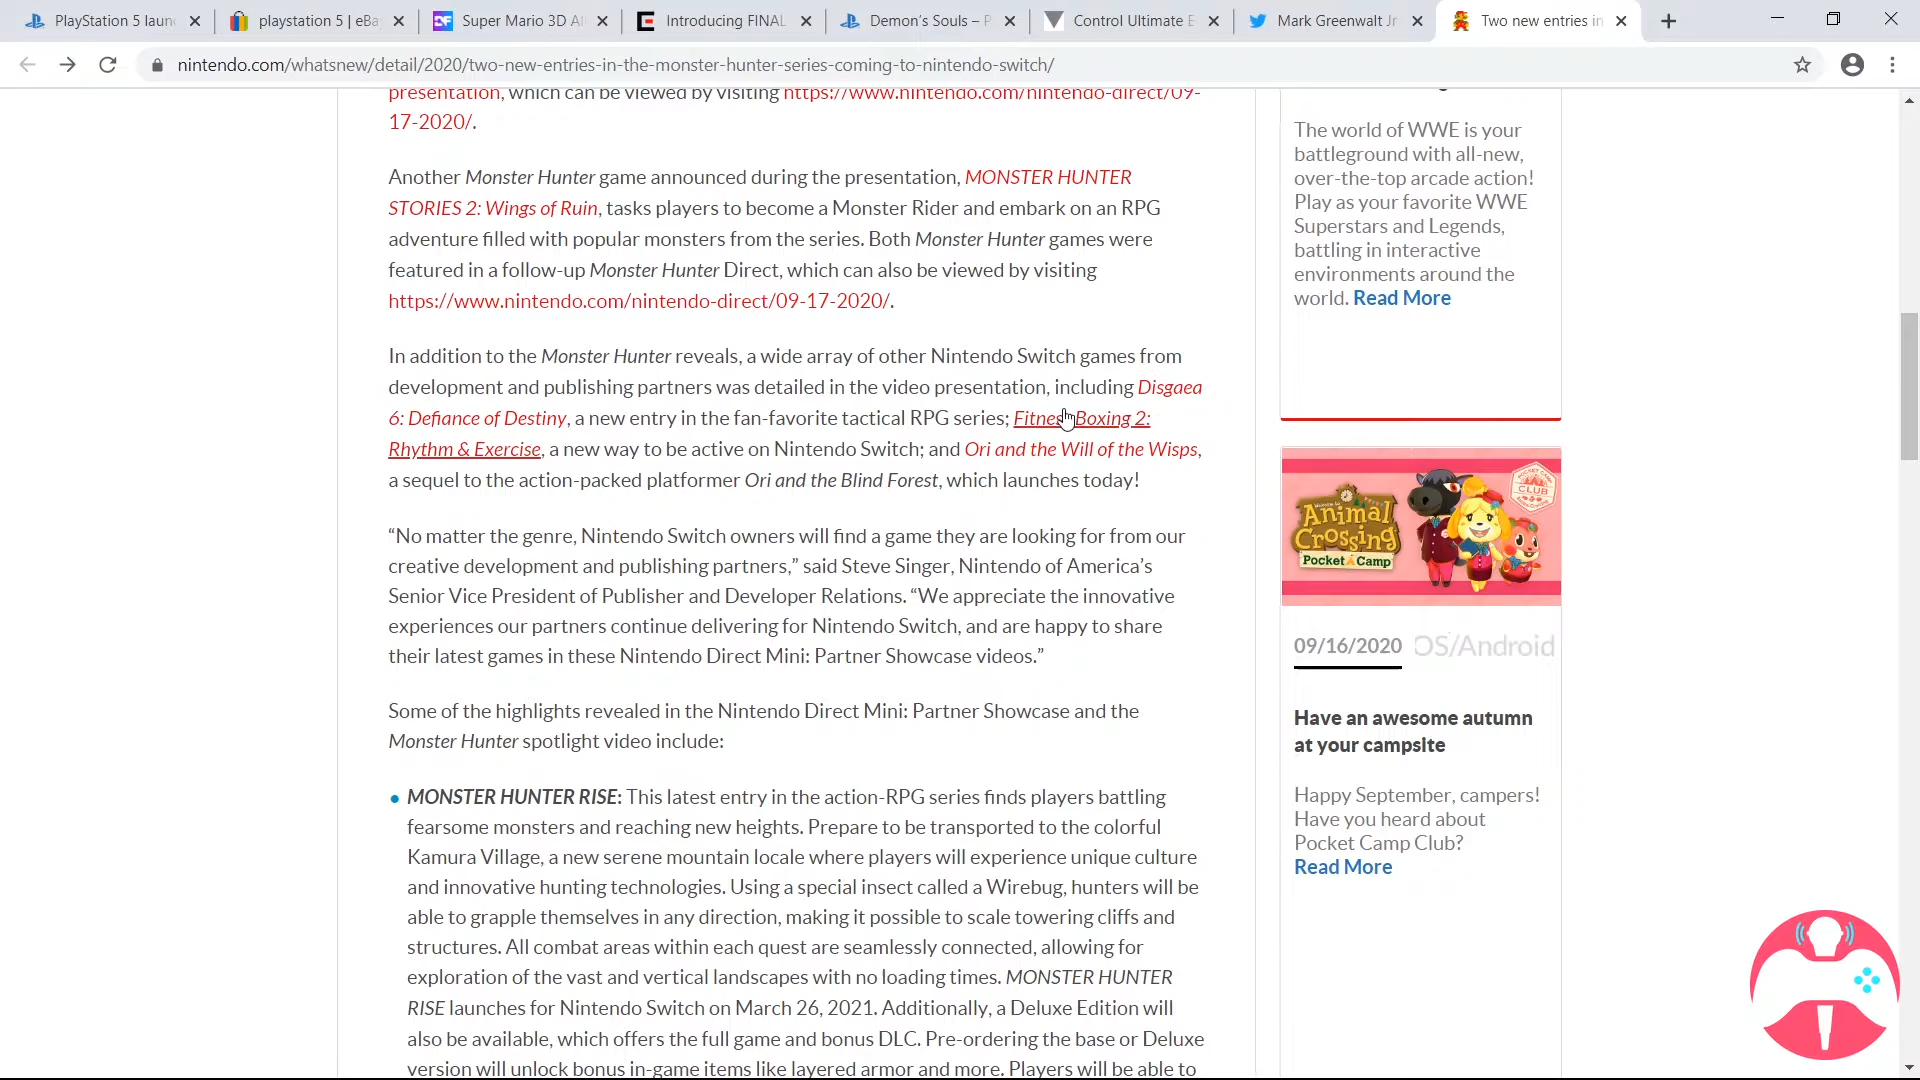 PlayStation 5 laun
playstation 5 | eBa
Super Mario 3D Al
Introducing FINAL
Demon's Souls – P
Control Ultimate E
Mark Greenwalt Jr
Two new entries in
nintendo.com/whatsnew/detail/2020/two-new-entries-in-the-monster-hunter-series-coming-to-nintendo-switch/
presentation, which can be viewed by visiting https://www.nintendo.com/nintendo-direct/09-
17-2020/.
Another Monster Hunter game announced during the presentation, MONSTER HUNTER
STORIES 2: Wings of Ruin, tasks players to become a Monster Rider and embark on an RPG
adventure filled with popular monsters from the series. Both Monster Hunter games were
featured in a follow-up Monster Hunter Direct, which can also be viewed by visiting
https://www.nintendo.com/nintendo-direct/09-17-2020/.
In addition to the Monster Hunter reveals, a wide array of other Nintendo Switch games from
development and publishing partners was detailed in the video presentation, including Disgaea
6: Defiance of Destiny, a new entry in the fan-favorite tactical RPG series; Fitness Boxing 2:
Rhythm & Exercise, a new way to be active on Nintendo Switch; and Ori and the Will of the Wisps,
a sequel to the action-packed platformer Ori and the Blind Forest, which launches today!
“No matter the genre, Nintendo Switch owners will find a game they are looking for from our
creative development and publishing partners,” said Steve Singer, Nintendo of America’s
Senior Vice President of Publisher and Developer Relations. “We appreciate the innovative
experiences our partners continue delivering for Nintendo Switch, and are happy to share
their latest games in these Nintendo Direct Mini: Partner Showcase videos.”
Some of the highlights revealed in the Nintendo Direct Mini: Partner Showcase and the
Monster Hunter spotlight video include:
MONSTER HUNTER RISE: This latest entry in the action-RPG series finds players battling
fearsome monsters and reaching new heights. Prepare to be transported to the colorful
Kamura Village, a new serene mountain locale where players will experience unique culture
and innovative hunting technologies. Using a special insect called a Wirebug, hunters will be
able to grapple themselves in any direction, making it possible to scale towering cliffs and
structures. All combat areas within each quest are seamlessly connected, allowing for
exploration of the vast and vertical landscapes with no loading times. MONSTER HUNTER
RISE launches for Nintendo Switch on March 26, 2021. Additionally, a Deluxe Edition will
also be available, which offers the full game and bonus DLC. Pre-ordering the base or Deluxe
version will unlock bonus in-game items like layered armor and more. Players will be able to
The world of WWE is your
battleground with all-new,
over-the-top arcade action!
Play as your favorite WWE
Superstars and Legends,
battling in interactive
environments around the
world. Read More
Animal
Crossing
Pocket Camp
POCKET CAMP
CLUB
09/16/2020 OS/Android
Have an awesome autumn
at your campsite
Happy September, campers!
Have you heard about
Pocket Camp Club?
Read More